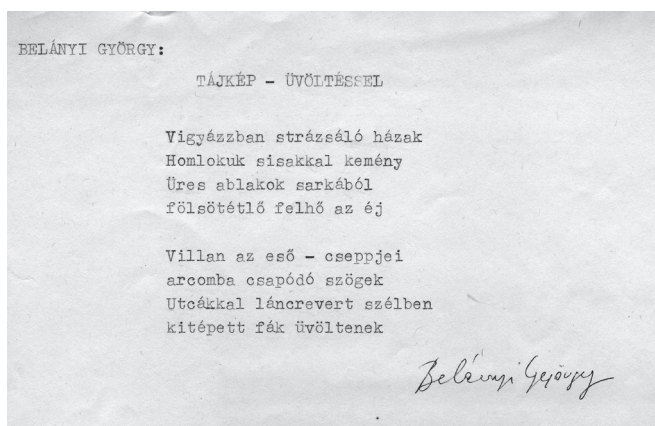 BELÁNYI GYÖRGY:
TÁJKÉP - ÜVÖLTÉSSEL
Vigyázzban strázsáló házak
Homlokuk sisakkal kemény
Üres ablakok sarkából
fölsötétlő felhő az éj
Villan az eső - cseppjei
arcomba csapódó szögek
Utcákkal láncrevert szélben
kitépett fák üvöltenek
Belányi György